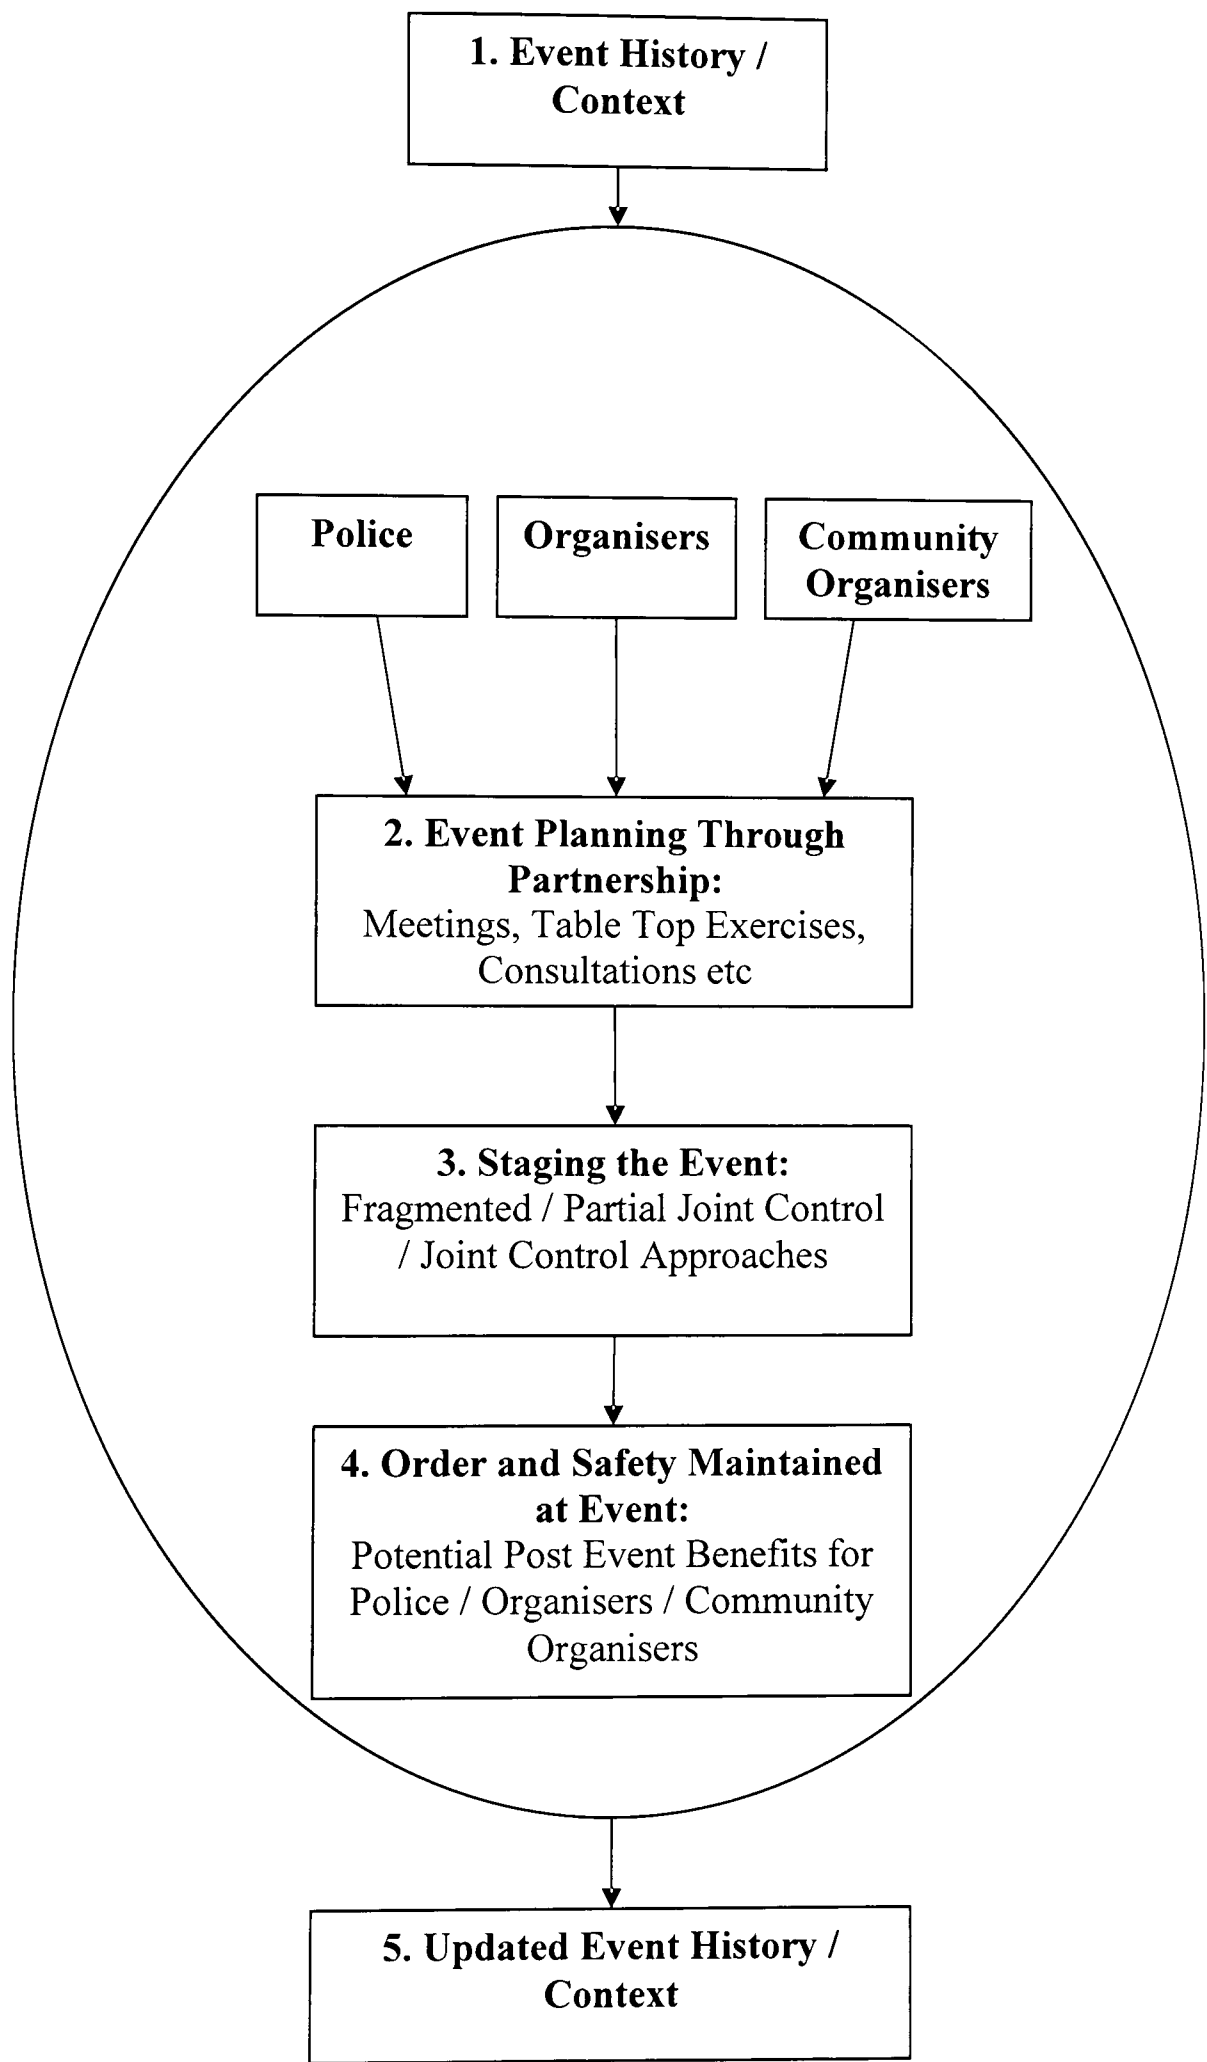 1. Event History /
Context
Police
Organisers
Community
Organisers
2. Event Planning Through
Partnership:
Meetings, Table Top Exercises,
Consultations etc
3. Staging the Event:
Fragmented / Partial Joint Control
/ Joint Control Approaches
4. Order and Safety Maintained
at Event:
Potential Post Event Benefits for
Police / Organisers / Community
Organisers
5. Updated Event History /
Context